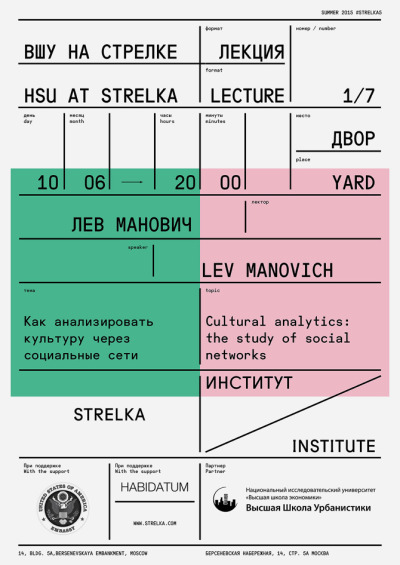 SUMMER 2015 #STRELKA5
формат
номер / number
ВШУ НА СТРЕЛКЕ
ЛЕКЦИЯ
format
HSU AT STRELKA
LECTURE
1/7
день
day
месяц
month
часы
hours
минуты
minutes
место
ДВОР
place
10
06
20
00
YARD
лектор
ЛЕВ МАНОВИЧ
speaker
LEV MANOVICH
тема
topic
Как анализировать
культуру через
социальные сети
Cultural analytics:
the study of social
networks
ИНСТИТУТ
STRELKA
INSTITUTE
При поддержке
With the support
UNITED STATES OF AMERICA
EMBASSY
При поддержке
With the support
HABIDATUM
WWW.STRELKA.COM
Партнер
Partner
Национальный исследовательский университет
«Высшая школа экономики»
Высшая Школа Урбанистики
14, BLDG. 5A,BERSENEVSKAYA EMBANKMENT, MOSCOW
БЕРСЕНЕВСКАЯ НАБЕРЕЖНАЯ, 14, СТР. 5А МОСКВА